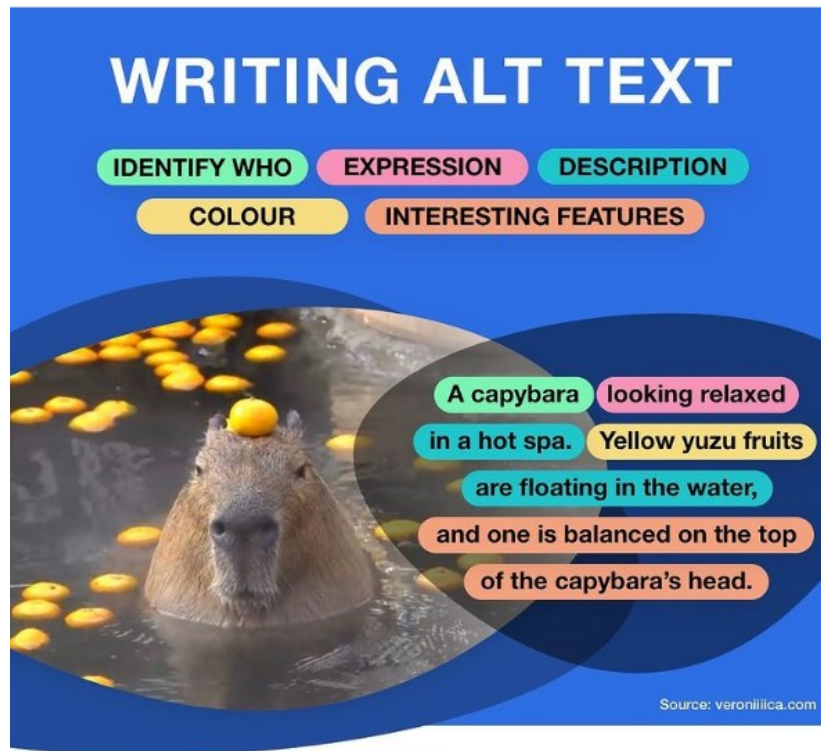 WRITING ALT TEXT
IDENTIFY WHO EXPRESSION DESCRIPTION
COLOUR INTERESTING FEATURES
A capybara looking relaxed
in a hot spa. Yellow yuzu fruits
are floating in the water,
and one is balanced on the top
of the capybara's head.
Source: veroniiiica.com